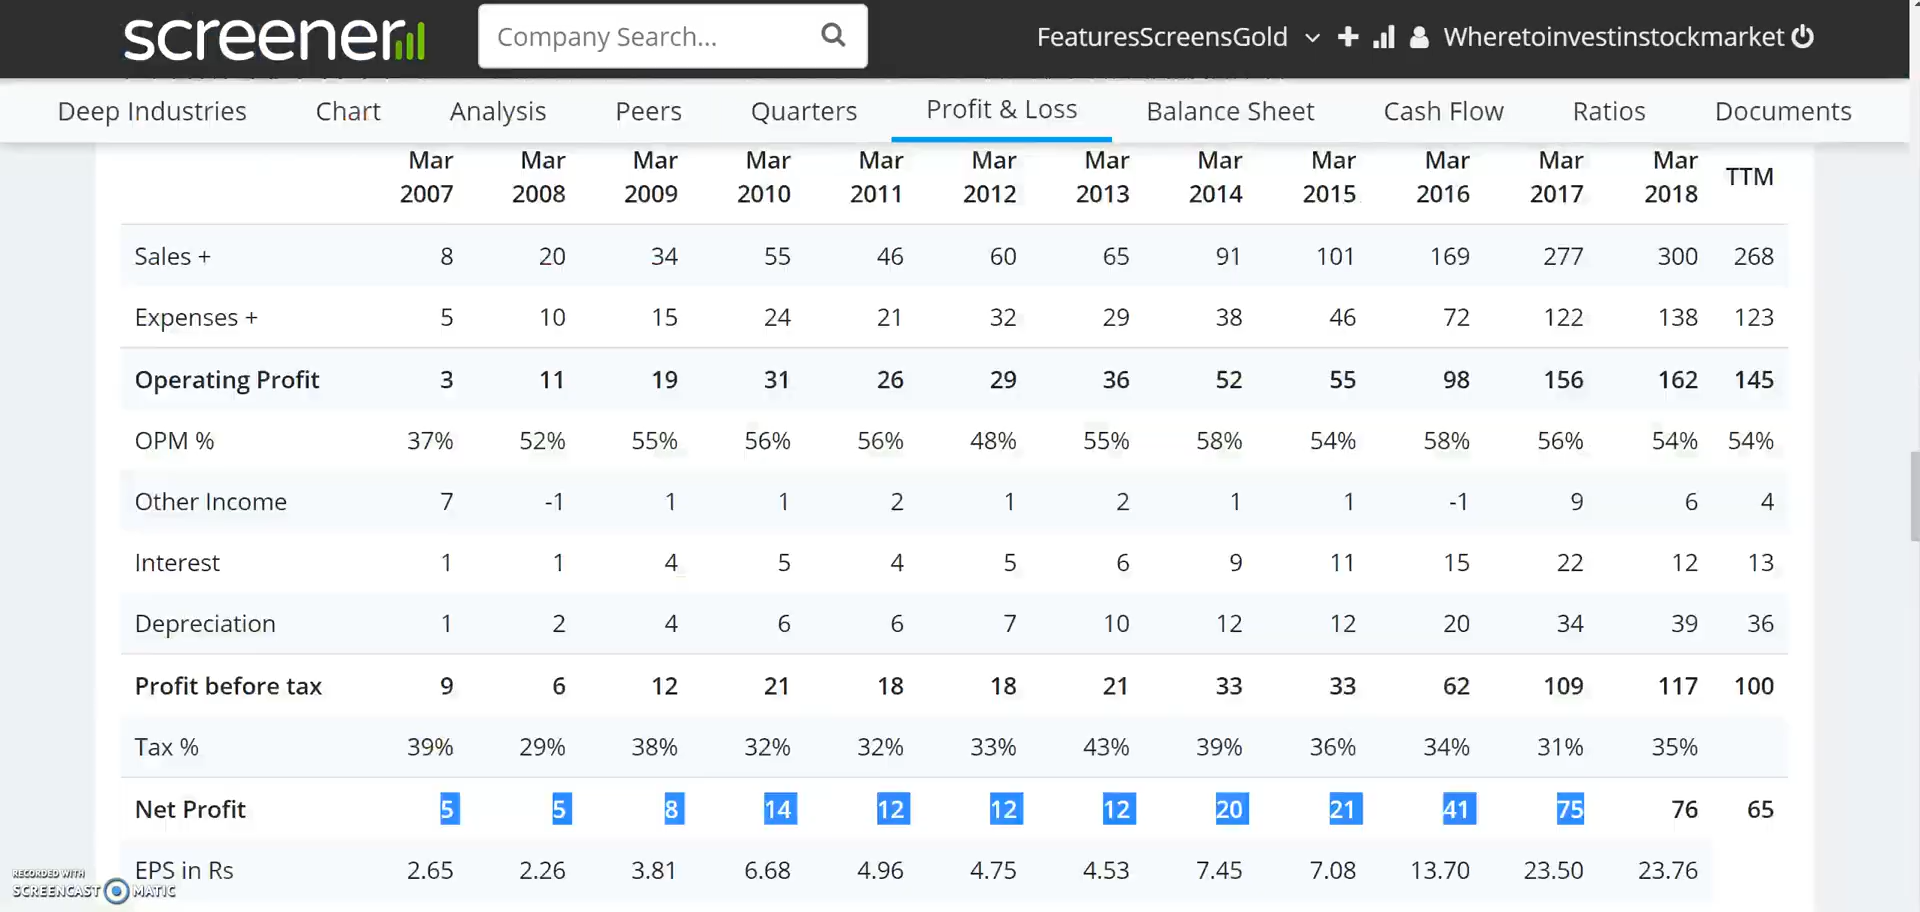 screener
Company Search...
FeaturesScreensGold
Wheretoinvestinstockmarket
Deep Industries Chart Analysis Peers Quarters Profit & Loss Balance Sheet Cash Flow Ratios Documents
Mar 2007 Mar 2008 Mar 2009 Mar 2010 Mar 2011 Mar 2012 Mar 2013 Mar 2014 Mar 2015 Mar 2016 Mar 2017 Mar 2018 TTM
Sales + 8 20 34 55 46 60 65 91 101 169 277 300 268
Expenses + 5 10 15 24 21 32 29 38 46 72 122 138 123
Operating Profit 3 11 19 31 26 29 36 52 55 98 156 162 145
OPM % 37% 52% 55% 56% 56% 48% 55% 58% 54% 58% 56% 54% 54%
Other Income 7 -1 1 1 2 1 2 1 1 -1 9 6 4
Interest 1 1 4 5 4 5 6 9 11 15 22 12 13
Depreciation 1 2 4 6 6 7 10 12 12 20 34 39 36
Profit before tax 9 6 12 21 18 18 21 33 33 62 109 117 100
Tax % 39% 29% 38% 32% 32% 33% 43% 39% 36% 34% 31% 35%
Net Profit 5 5 8 14 12 12 12 20 21 41 75 76 65
EPS in Rs 2.65 2.26 3.81 6.68 4.96 4.75 4.53 7.45 7.08 13.70 23.50 23.76
RECORDED WITH
SCREENCAST MATIC